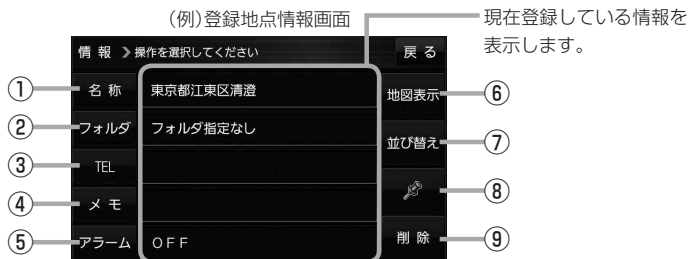 (例)登録地点情報画面
現在登録している情報を
表示します。
情 報 操作を選択してください 戻 る
① 名 称 東京都江東区清澄 地図表示 ⑥
② フォルダ フォルダ指定なし 並び替え ⑦
③ TEL ⑧
④ メ モ
⑤ アラーム OFF 削 除 ⑨